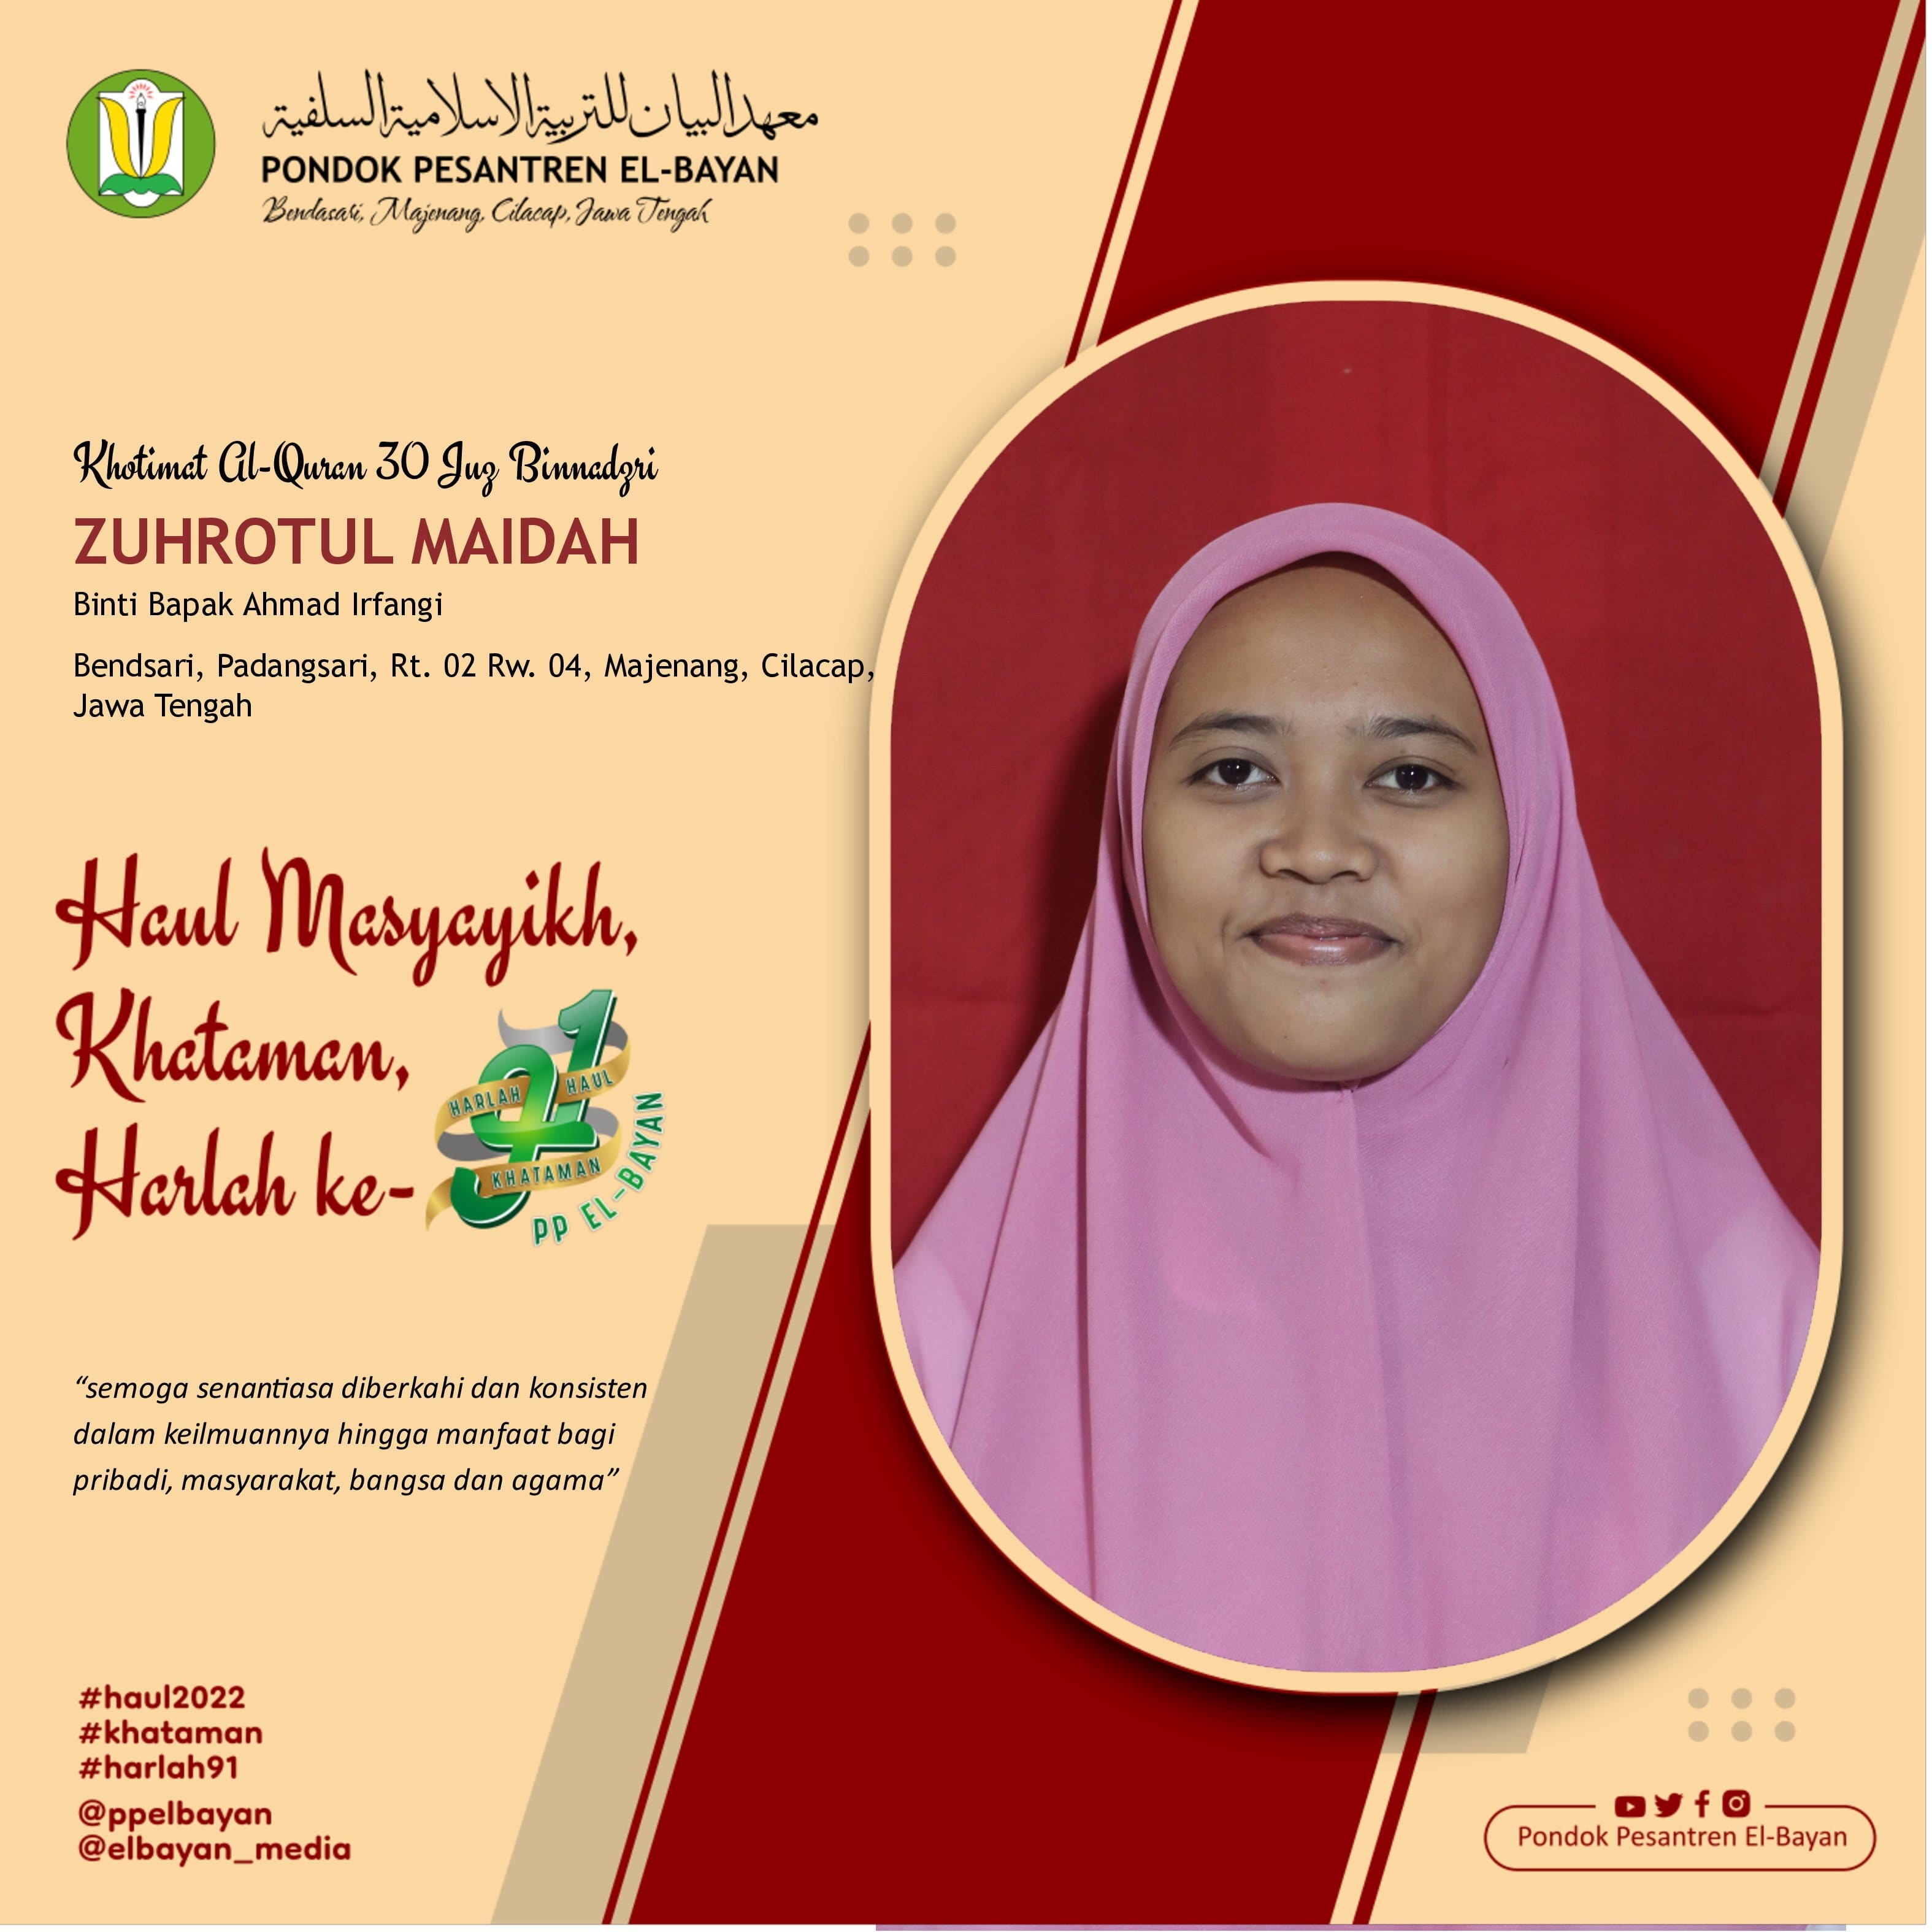 معهد البيان للتربية الاسلامية السلفية
PONDOK PESANTREN EL-BAYAN
Bendasari, Majenang, Cilacap, Jawa Tengah
Khotimat Al-Quran 30 Juz Binnadzri
ZUHROTUL MAIDAH
Binti Bapak Ahmad Irfangi
Bendsari, Padangsari, Rt. 02 Rw. 04, Majenang, Cilacap,
Jawa Tengah
Haul Masyayikh,
Khataman,
Harlah ke-
91
HARLAH HAUL
KHATAMAN
PP EL-BAYAN
“semoga senantiasa diberkahi dan konsisten
dalam keilmuannya hingga manfaat bagi
pribadi, masyarakat, bangsa dan agama”
#haul2022
#khataman
#harlah91
@ppelbayan
@elbayan_media
Pondok Pesantren El-Bayan